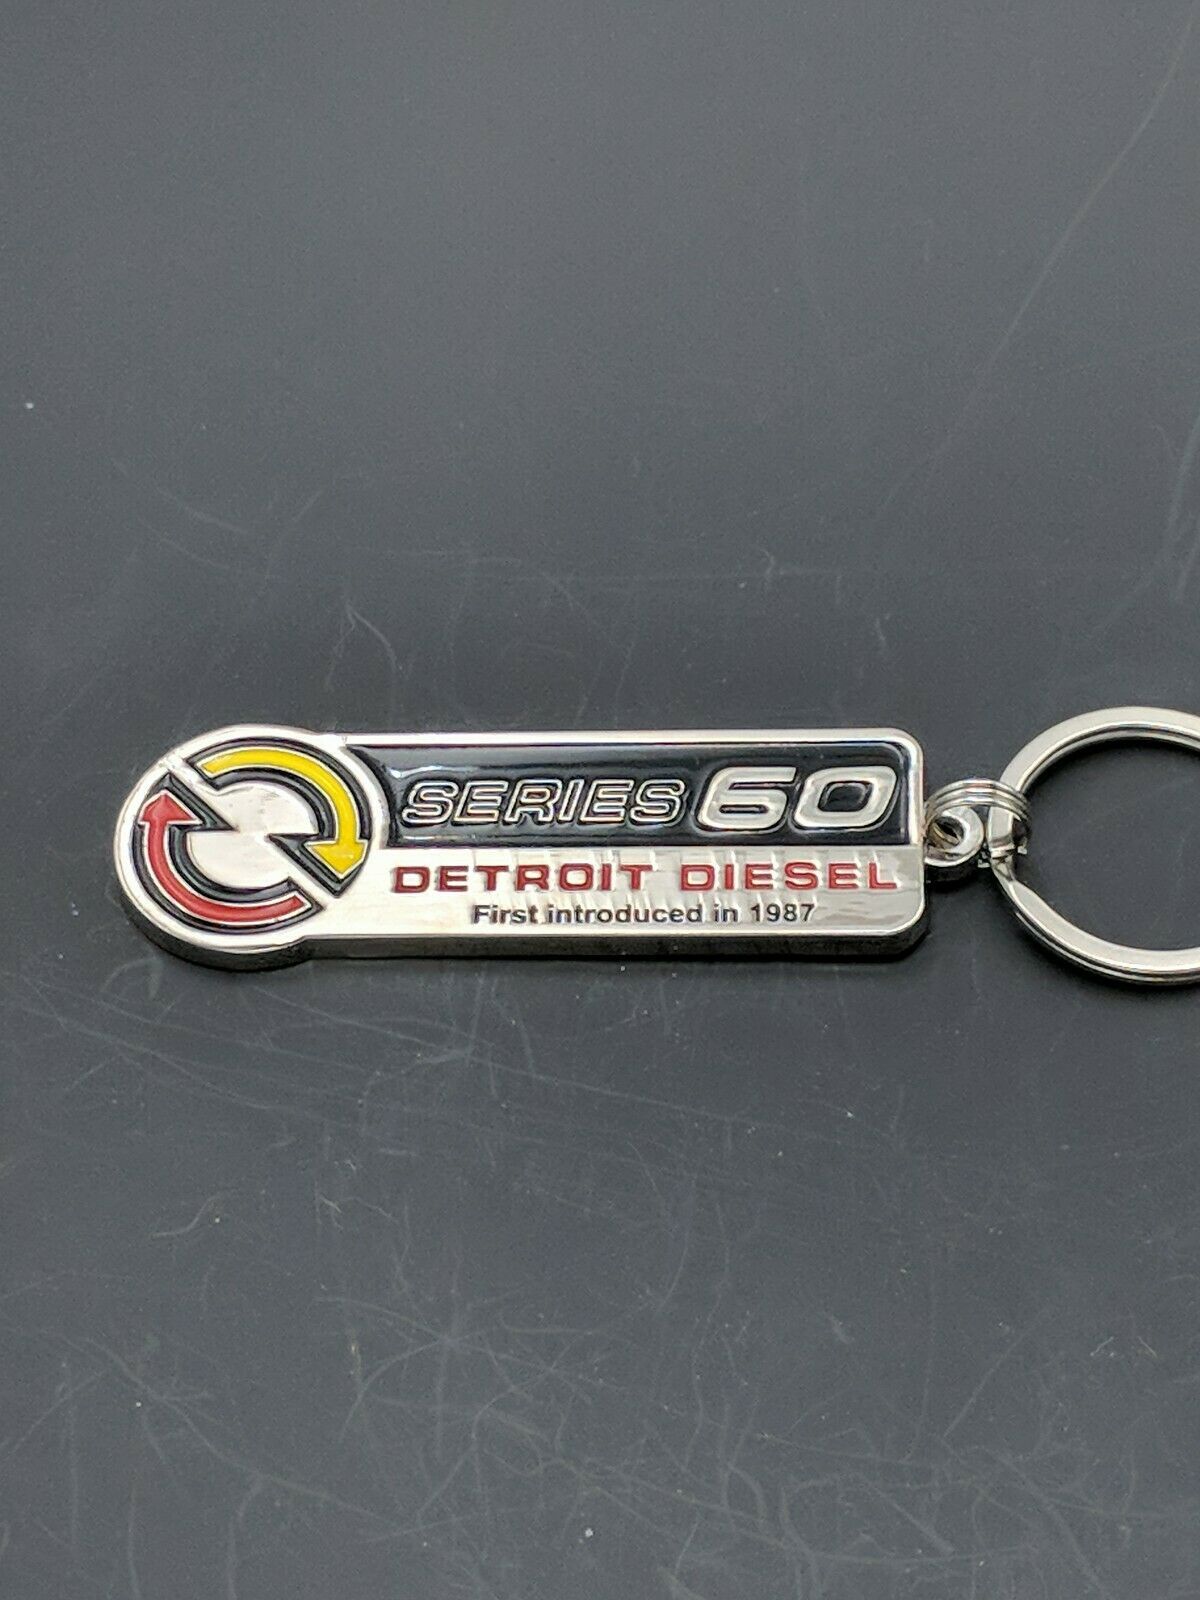 SERIES 60
DETROIT DIESEL
First introduced in 1987